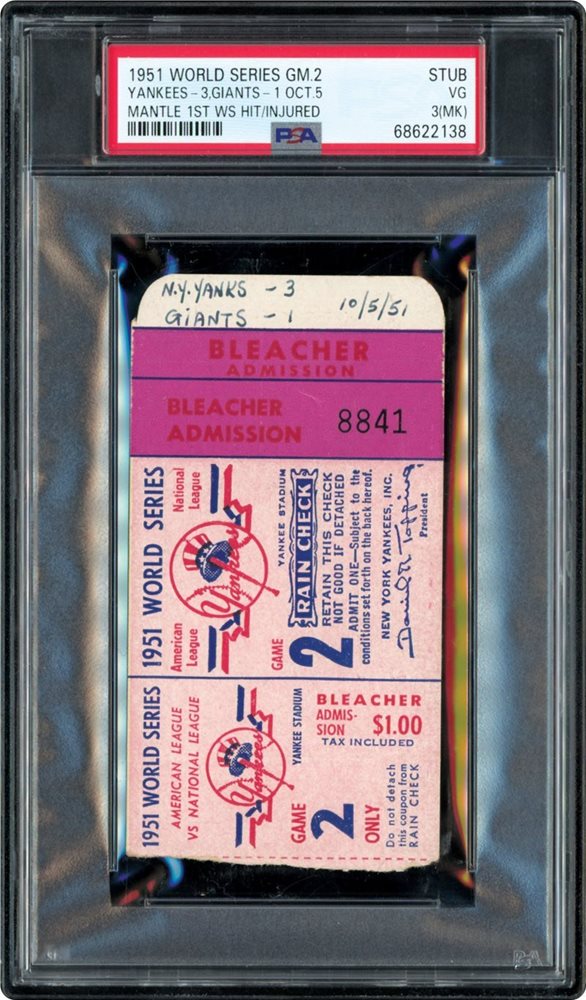 1951 WORLD SERIES GM.2 STUB
YANKEES-3,GIANTS-1 OCT.5 VG
MANTLE 1ST WS HIT/INJURED 3(MK)
PSA 68622138
N.Y. YANKS - 3 10/5/51
GIANTS - 1
BLEACHER
ADMISSION
BLEACHER
ADMISSION 8841
1951 WORLD SERIES
American League
National League
Yankees
GAME
2
YANKEE STADIUM
RAIN CHECK
RETAIN THIS CHECK
NOT GOOD IF DETACHED
ADMIT ONE—Subject to the
conditions set forth on the back hereof.
NEW YORK YANKEES, INC.
Daniel R. Topping
President
1951 WORLD SERIES
AMERICAN LEAGUE
VS NATIONAL LEAGUE
Yankees
YANKEE STADIUM
GAME
2
BLEACHER
ADMIS-
SION $1.00
TAX INCLUDED
ONLY
Do not detach
this coupon from
RAIN CHECK
PSA